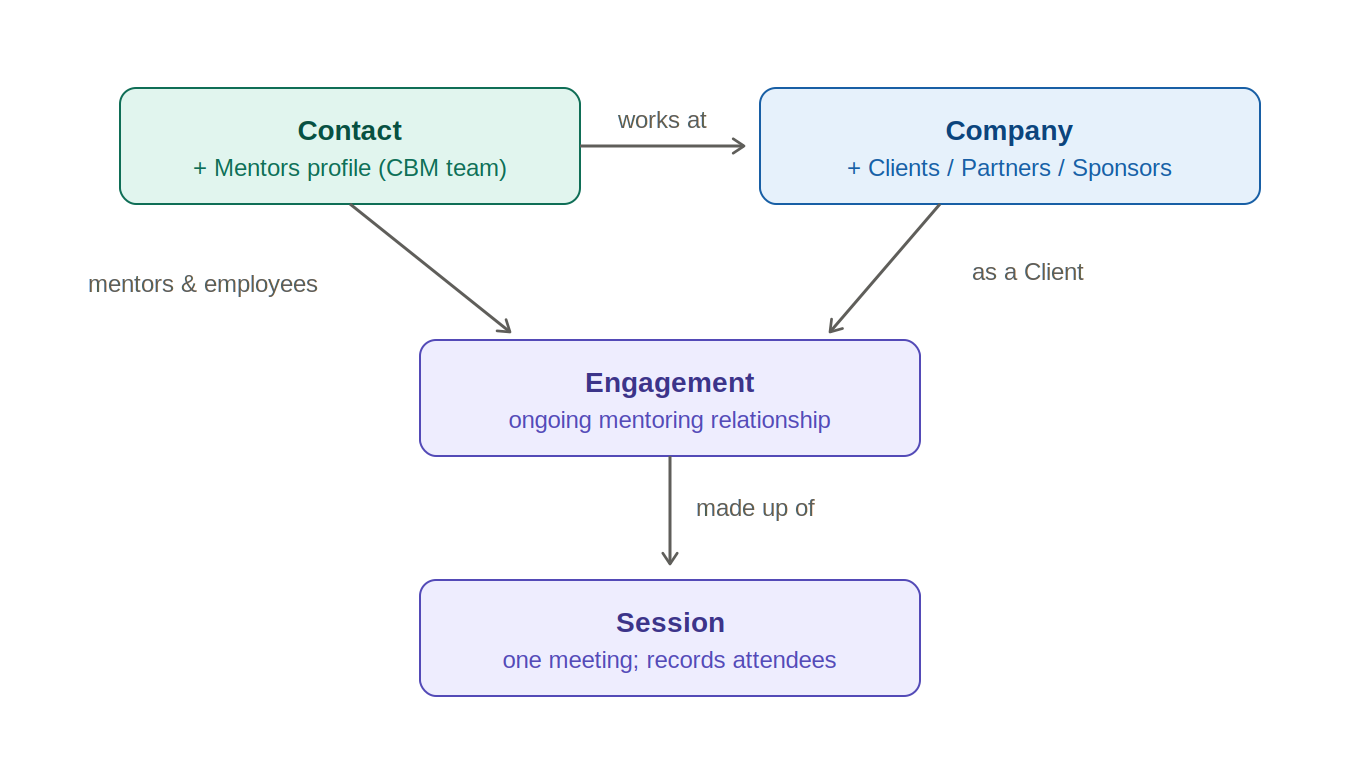 Contact
+ Mentors profile (CBM team)
works at
Company
+ Clients / Partners / Sponsors
mentors & employees
as a Client
Engagement
ongoing mentoring relationship
made up of
Session
one meeting; records attendees